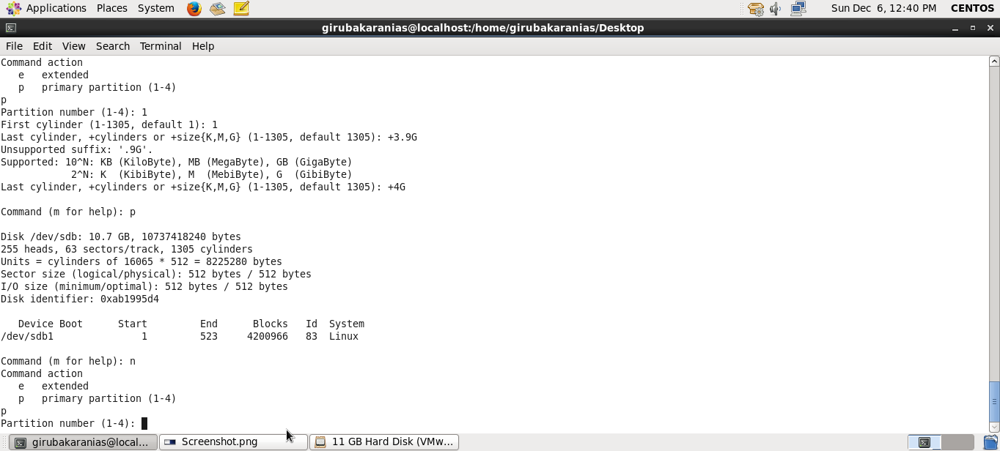 Applications Places System Sun Dec 6, 12:40 PM CENTOS
girubakaranias@localhost:/home/girubakaranias/Desktop
File Edit View Search Terminal Help
Command action
   e   extended
   p   primary partition (1-4)
p
Partition number (1-4): 1
First cylinder (1-1305, default 1): 1
Last cylinder, +cylinders or +size{K,M,G} (1-1305, default 1305): +3.9G
Unsupported suffix: '.9G'.
Supported: 10^N: KB (KiloByte), MB (MegaByte), GB (GigaByte)
            2^N: K  (KibiByte), M  (MebiByte), G  (GibiByte)
Last cylinder, +cylinders or +size{K,M,G} (1-1305, default 1305): +4G
Command (m for help): p
Disk /dev/sdb: 10.7 GB, 10737418240 bytes
255 heads, 63 sectors/track, 1305 cylinders
Units = cylinders of 16065 * 512 = 8225280 bytes
Sector size (logical/physical): 512 bytes / 512 bytes
I/O size (minimum/optimal): 512 bytes / 512 bytes
Disk identifier: 0xab1995d4
   Device Boot      Start         End      Blocks   Id  System
/dev/sdb1               1         523     4200966   83  Linux
Command (m for help): n
Command action
   e   extended
   p   primary partition (1-4)
p
Partition number (1-4):
girubakaranias@local... Screenshot.png 11 GB Hard Disk (VMw...